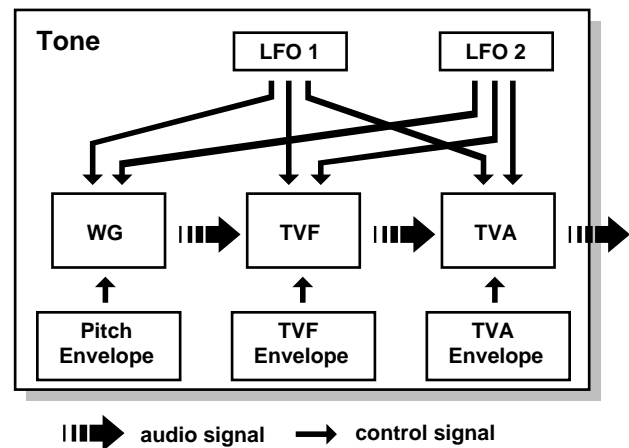 Tone
LFO 1
LFO 2
WG
TVF
TVA
Pitch
Envelope
TVF
Envelope
TVA
Envelope
audio signal
control signal